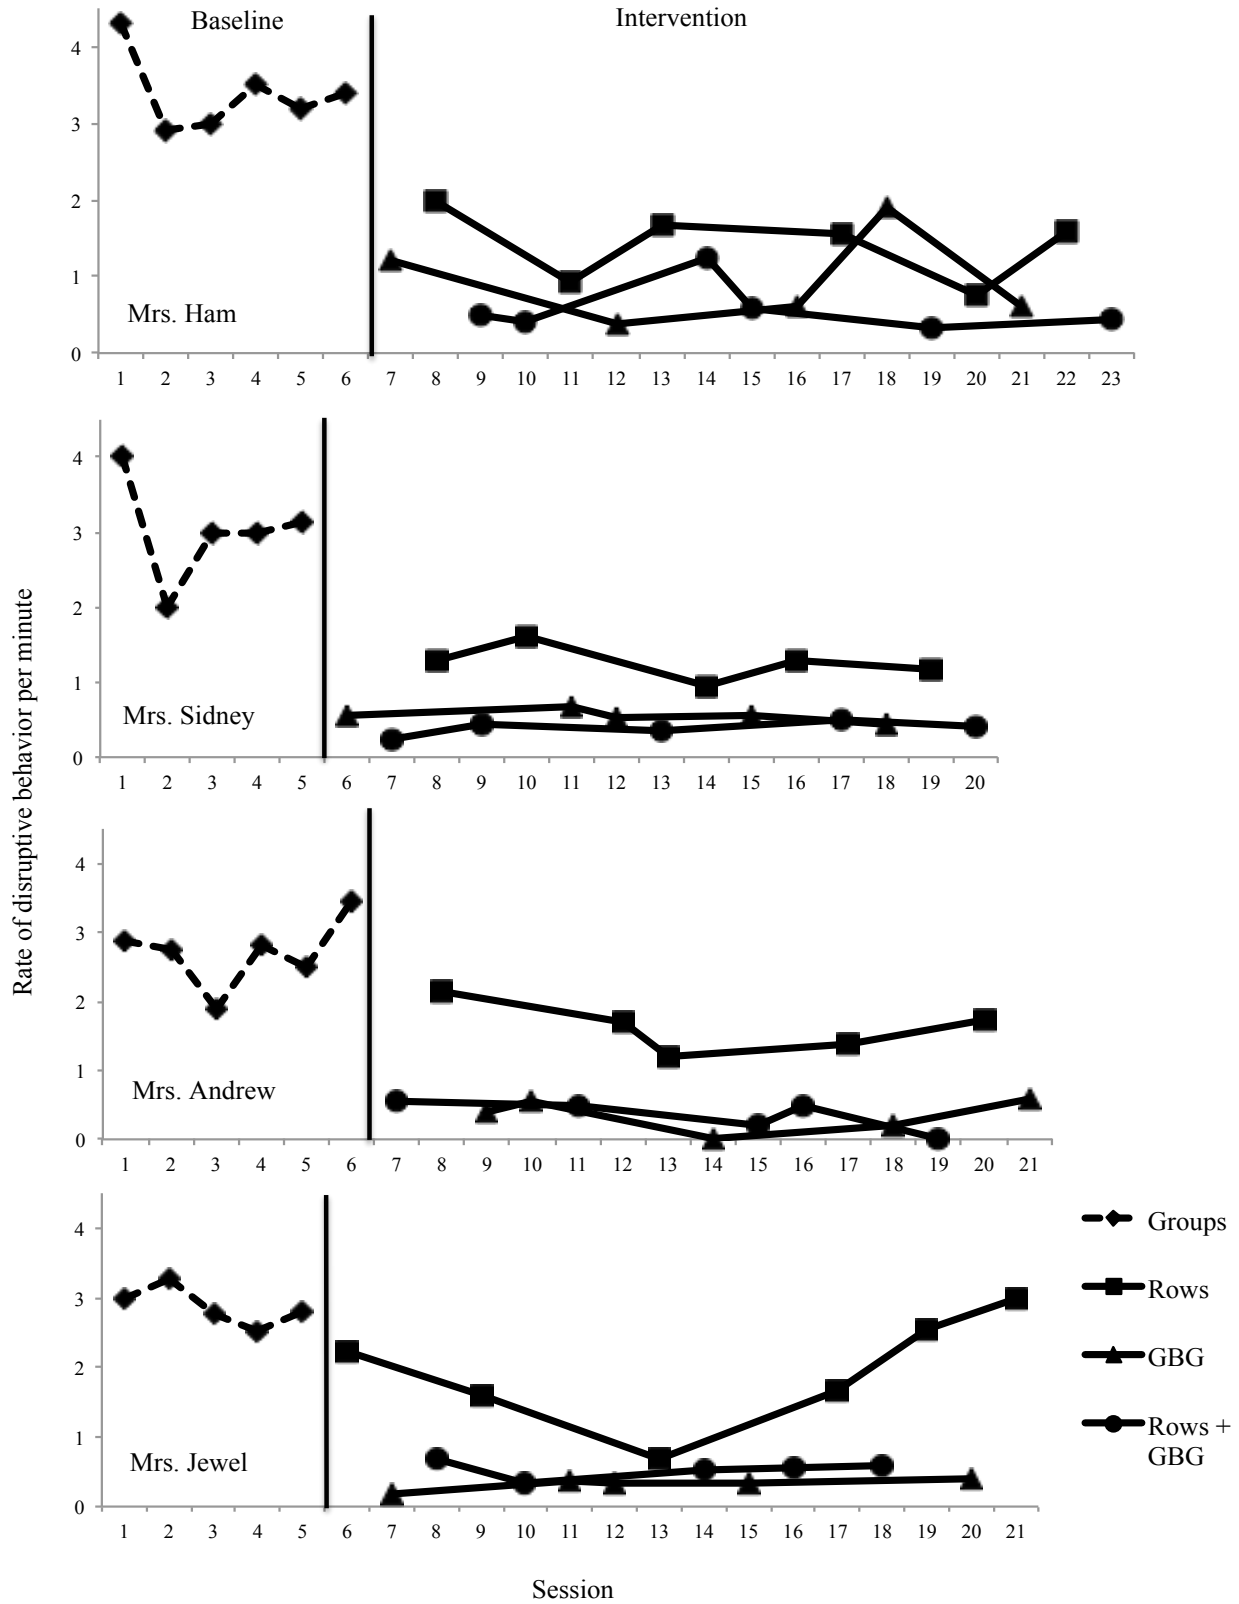 Baseline
Intervention
4
3
2
1
0
Mrs. Ham
1 2 3 4 5 6 7 8 9 10 11 12 13 14 15 16 17 18 19 20 21 22 23
4
3
2
1
0
Mrs. Sidney
1 2 3 4 5 6 7 8 9 10 11 12 13 14 15 16 17 18 19 20
Rate of disruptive behavior per minute
4
3
2
1
0
Mrs. Andrew
1 2 3 4 5 6 7 8 9 10 11 12 13 14 15 16 17 18 19 20 21
4
3
2
1
0
Mrs. Jewel
1 2 3 4 5 6 7 8 9 10 11 12 13 14 15 16 17 18 19 20 21
Groups
Rows
GBG
Rows +
GBG
Session